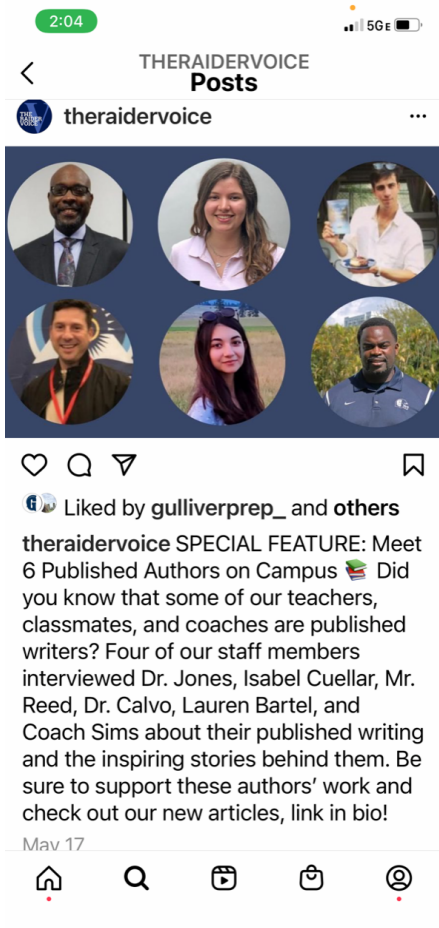 2:04
5GE
THERAIDERVOICE
Posts
THE
RAIDER
VOICE
theraidervoice
Liked by gulliverprep_ and others
theraidervoice SPECIAL FEATURE: Meet
6 Published Authors on Campus 📚 Did
you know that some of our teachers,
classmates, and coaches are published
writers? Four of our staff members
interviewed Dr. Jones, Isabel Cuellar, Mr.
Reed, Dr. Calvo, Lauren Bartel, and
Coach Sims about their published writing
and the inspiring stories behind them. Be
sure to support these authors’ work and
check out our new articles, link in bio!
May 17